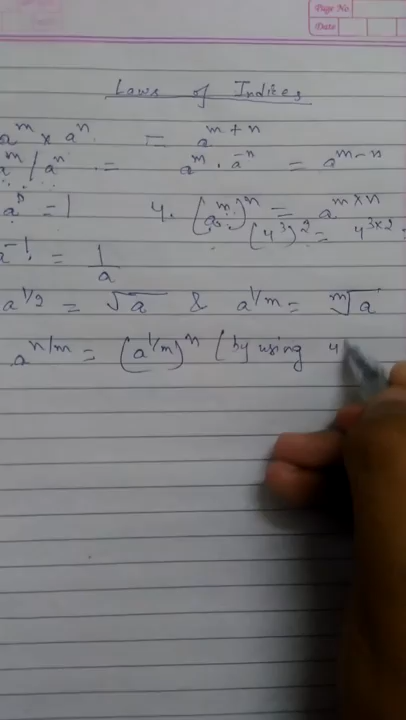 Page No.
Date
Laws of Indices
a^m × a^n = a^{m+n}
a^m / a^n = a^m · a^{-n} = a^{m-n}
a^0 = 1 4. (a^m)^n = a^{m×n}
(4^3)^2 = 4^{3×2}
a^{-1} = 1/a
a^{1/2} = √a & a^{1/m} = ᵐ√a
a^{n/m} = (a^{1/m})^n (by using 4